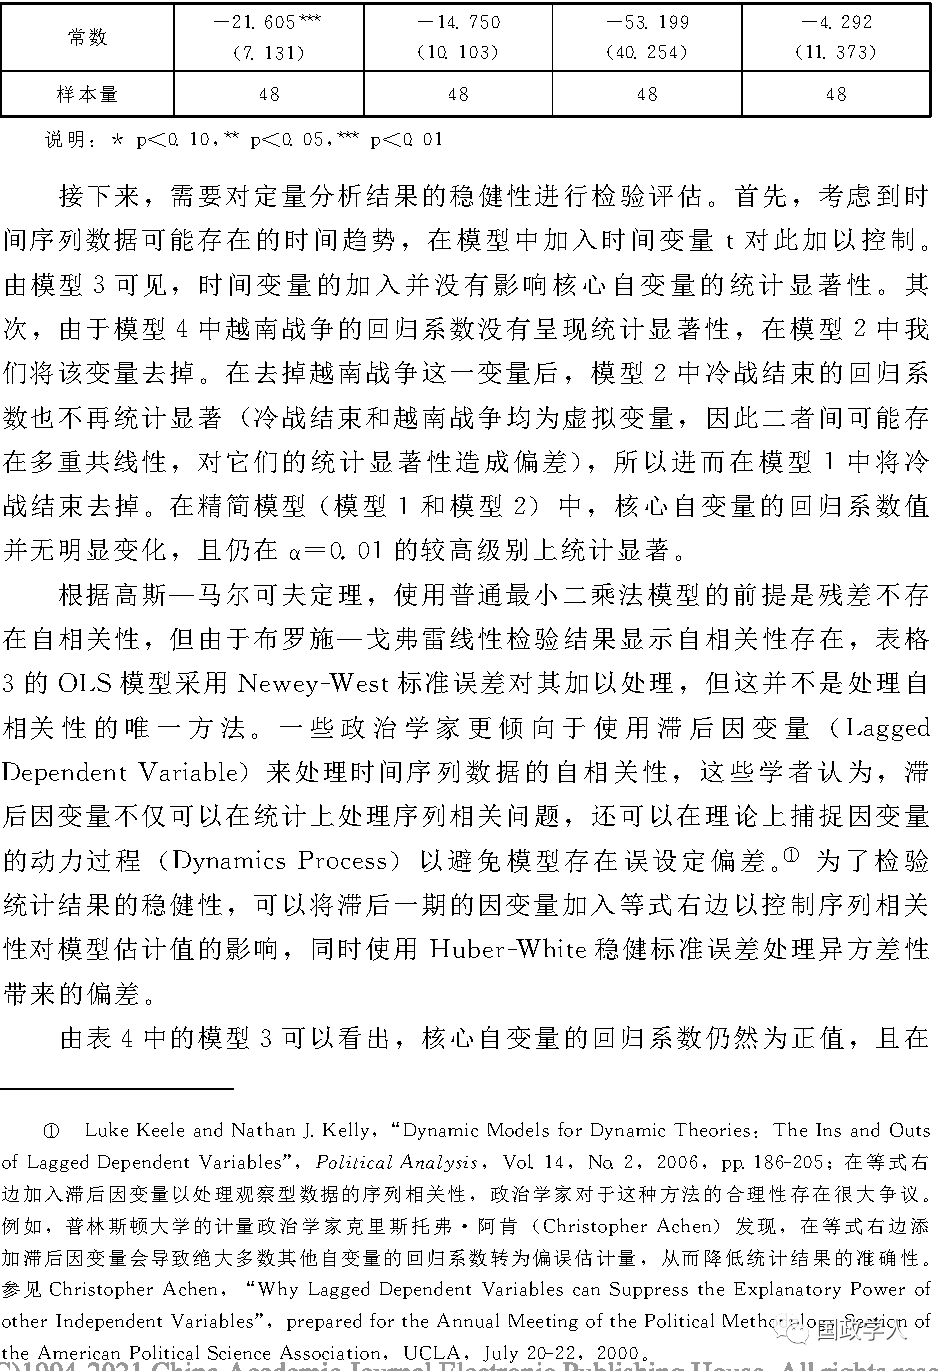 常数 －21.605*** －14.750 －53.199 －4.292
(7.131) (10.103) (40.254) (11.373)
样本量 48 48 48 48
说明：* p<0.10，** p<0.05，*** p<0.01
接下来，需要对定量分析结果的稳健性进行检验评估。首先，考虑到时
间序列数据可能存在的时间趋势，在模型中加入时间变量 t 对此加以控制。
由模型 3 可见，时间变量的加入并没有影响核心自变量的统计显著性。其
次，由于模型 4 中越南战争的回归系数没有呈现统计显著性，在模型 2 中我
们将该变量去掉。在去掉越南战争这一变量后，模型 2 中冷战结束的回归系
数也不再统计显著（冷战结束和越南战争均为虚拟变量，因此二者间可能存
在多重共线性，对它们的统计显著性造成偏差），所以进而在模型 1 中将冷
战结束去掉。在精简模型（模型 1 和模型 2）中，核心自变量的回归系数值
并无明显变化，且仍在 α＝0.01 的较高级别上统计显著。
根据高斯—马尔可夫定理，使用普通最小二乘法模型的前提是残差不存
在自相关性，但由于布罗施—戈弗雷线性检验结果显示自相关性存在，表格
3 的 OLS 模型采用 Newey-West 标准误差对其加以处理，但这并不是处理自
相关性的唯一方法。一些政治学家更倾向于使用滞后因变量（Lagged
Dependent Variable）来处理时间序列数据的自相关性，这些学者认为，滞
后因变量不仅可以在统计上处理序列相关问题，还可以在理论上捕捉因变量
的动力过程（Dynamics Process）以避免模型存在误设定偏差。① 为了检验
统计结果的稳健性，可以将滞后一期的因变量加入等式右边以控制序列相关
性对模型估计值的影响，同时使用 Huber-White 稳健标准误差处理异方差性
带来的偏差。
由表 4 中的模型 3 可以看出，核心自变量的回归系数仍然为正值，且在
① Luke Keele and Nathan J. Kelly，“Dynamic Models for Dynamic Theories：The Ins and Outs
of Lagged Dependent Variables”，Political Analysis，Vol. 14，No. 2，2006，pp. 186-205；在等式右
边加入滞后因变量以处理观察型数据的序列相关性，政治学家对于这种方法的合理性存在很大争议。
例如，普林斯顿大学的计量政治学家克里斯托弗·阿肯（Christopher Achen）发现，在等式右边添
加滞后因变量会导致绝大多数其他自变量的回归系数转为偏误估计量，从而降低统计结果的准确性。
参见 Christopher Achen，“Why Lagged Dependent Variables can Suppress the Explanatory Power of
other Independent Variables”，prepared for the Annual Meeting of the Political Methodology Section of
the American Political Science Association，UCLA，July 20-22，2000。
国政学人
©1994-2021 China Academic Journal Electronic Publishing House. All rights